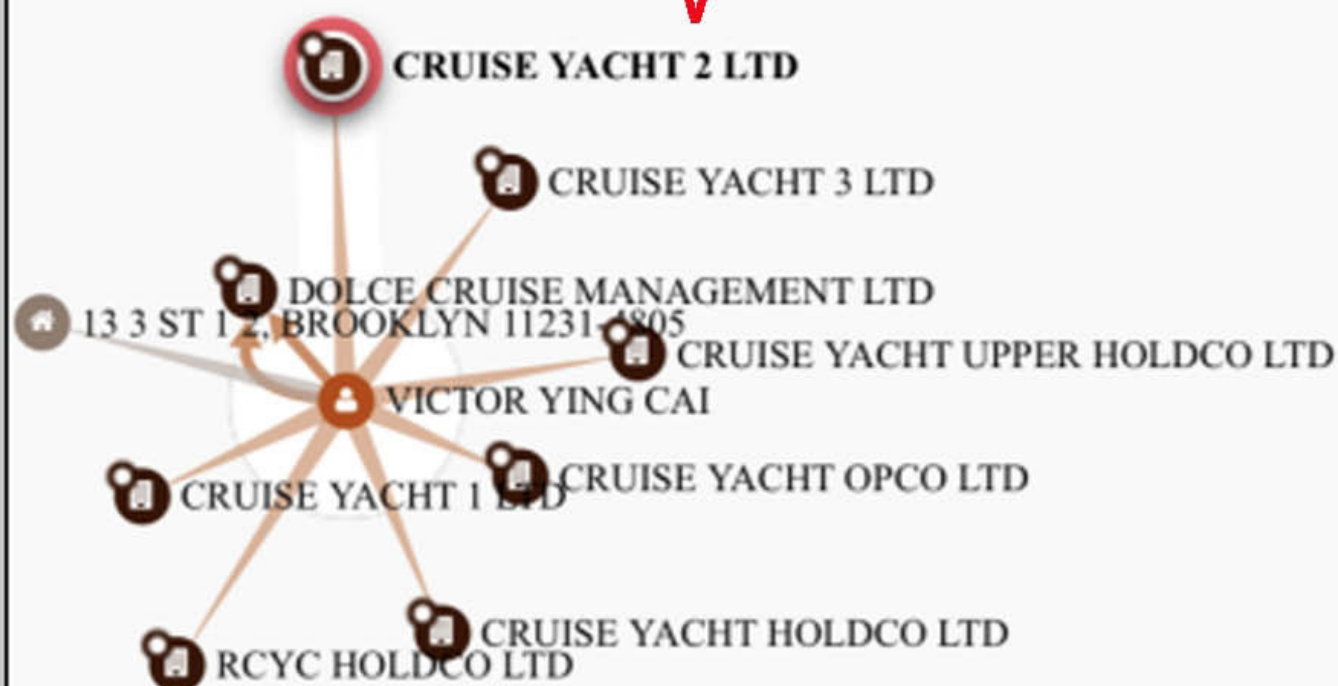 CRUISE YACHT 2 LTD
CRUISE YACHT 3 LTD
DOLCE CRUISE MANAGEMENT LTD
13 3 ST 1 2, BROOKLYN 11231-4805
CRUISE YACHT UPPER HOLDCO LTD
VICTOR YING CAI
CRUISE YACHT OPCO LTD
CRUISE YACHT 1 LTD
CRUISE YACHT HOLDCO LTD
RCYC HOLDCO LTD